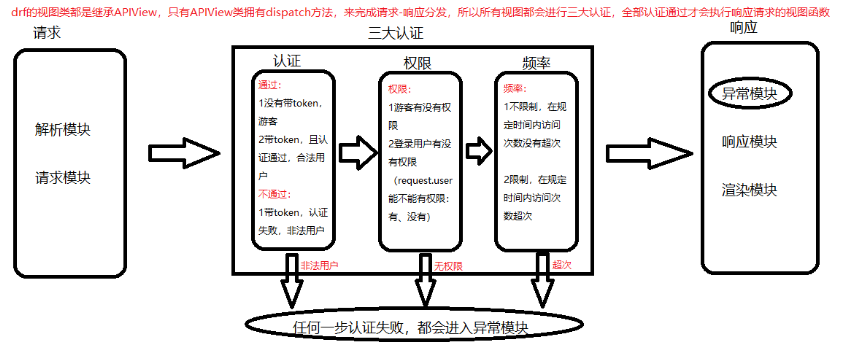 drf的视图类都是继承APIView，只有APIView类拥有dispatch方法，来完成请求-响应分发，所以所有视图都会进行三大认证，全部认证通过才会执行响应请求的视图函数
请求
解析模块
请求模块
三大认证
认证
通过：
1没有带token，
游客
2带token，且认
证通过，合法用
户
不通过：
1带token，认证
失败，非法用户
权限
权限：
1游客有没有权
限
2登录用户有没
有权限
（request.user
能不能有权限：
有、没有）
频率
频率：
1不限制，在规
定时间内访问
次数没有超次
2限制，在规定
时间内访问次
数超次
非法用户
无权限
超次
任何一步认证失败，都会进入异常模块
响应
异常模块
响应模块
渲染模块